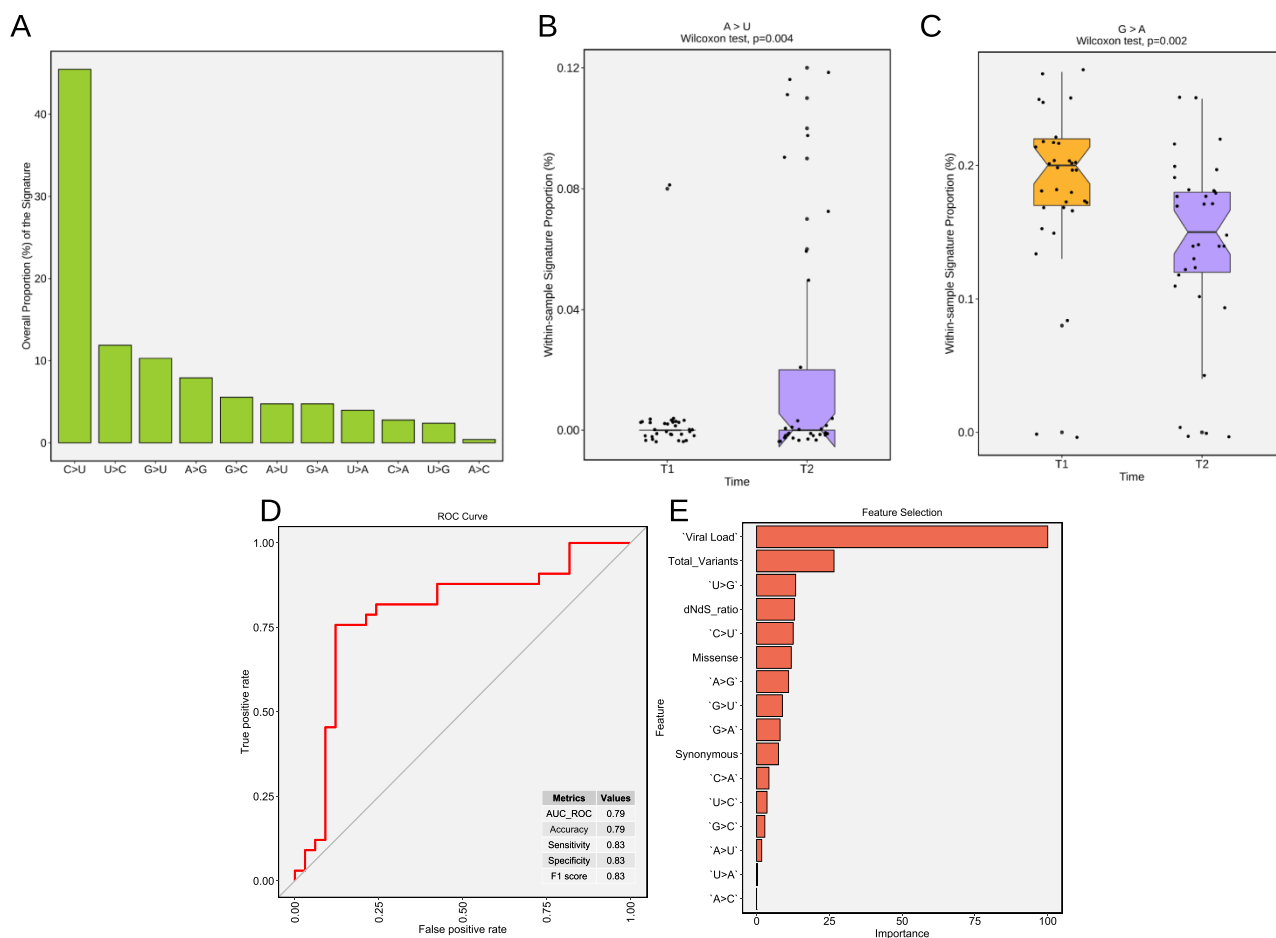 A
Overall Proportion (%) of the Signature
40
30
20
10
0
C>U U>C G>U A>G G>C A>U G>A U>A C>A U>G A>C
B
A > U
Wilcoxon test, p=0.004
Within-sample Signature Proportion (%)
0.12
0.08
0.04
0.00
T1 T2
Time
C
G > A
Wilcoxon test, p=0.002
Within-sample Signature Proportion (%)
0.2
0.1
0.0
T1 T2
Time
D
ROC Curve
True positive rate
1.00
0.75
0.50
0.25
0.00
Metrics Values
AUC_ROC 0.79
Accuracy 0.79
Sensitivity 0.83
Specificity 0.83
F1 score 0.83
0.00 0.25 0.50 0.75 1.00
False positive rate
E
Feature Selection
Feature
`Viral Load`
Total_Variants
`U>G`
dNdS_ratio
`C>U`
Missense
`A>G`
`G>U`
`G>A`
Synonymous
`C>A`
`U>C`
`G>C`
`A>U`
`U>A`
`A>C`
0 25 50 75 100
Importance